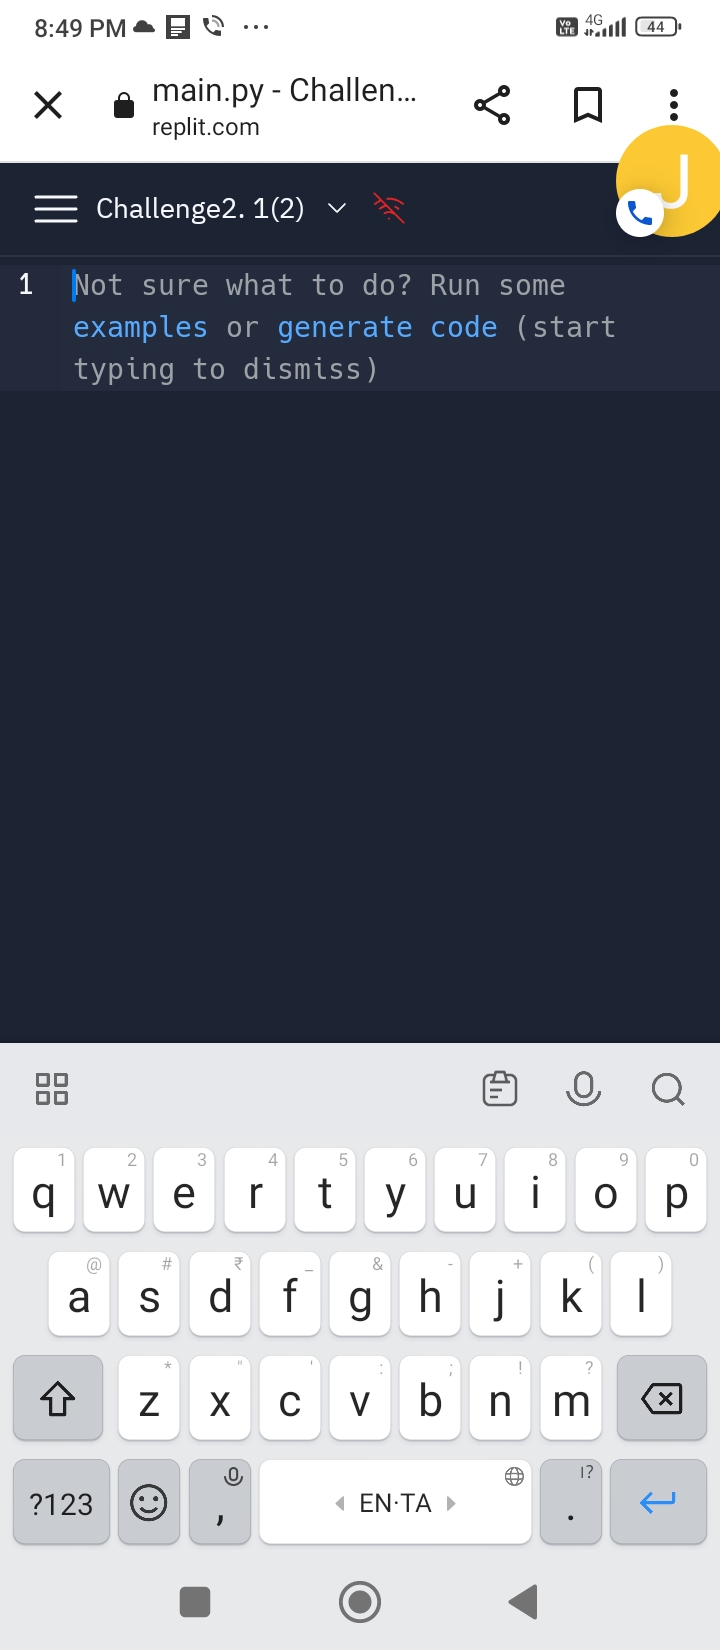 8:49 PM
Vo LTE 4G 44
main.py - Challen...
replit.com
J
Challenge2. 1(2)
1 Not sure what to do? Run some
examples or generate code (start
typing to dismiss)
1 2 3 4 5 6 7 8 9 0
q w e r t y u i o p
@ # ₹ _ & - + ( )
a s d f g h j k l
* " ' : ; ! ?
z x c v b n m
!?
?123 , EN·TA .